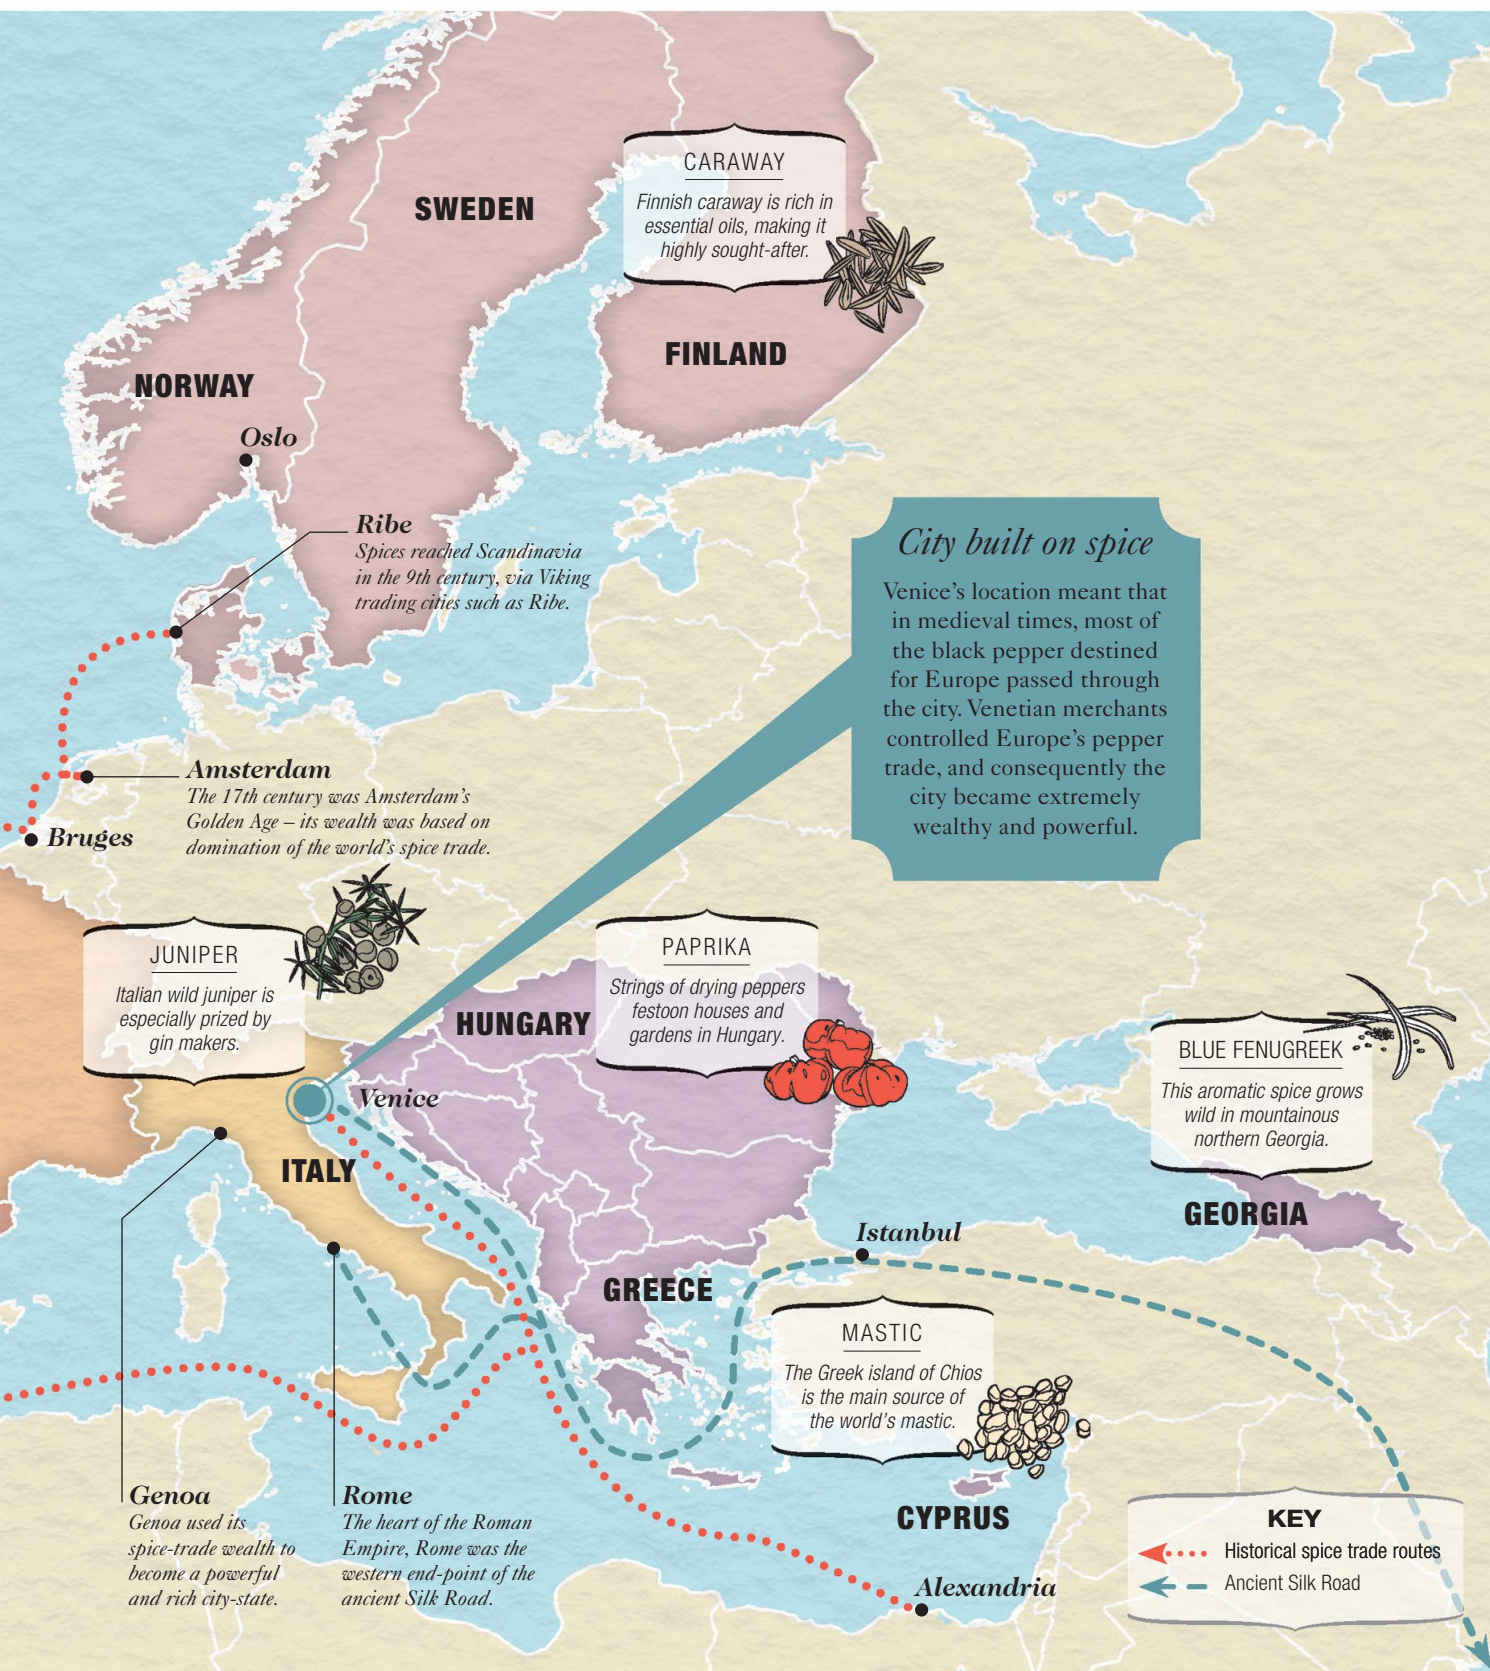 CARAWAY
Finnish caraway is rich in
essential oils, making it
highly sought-after.
SWEDEN
FINLAND
NORWAY
Oslo
Ribe
Spices reached Scandinavia
in the 9th century, via Viking
trading cities such as Ribe.
City built on spice
Venice’s location meant that
in medieval times, most of
the black pepper destined
for Europe passed through
the city. Venetian merchants
controlled Europe’s pepper
trade, and consequently the
city became extremely
wealthy and powerful.
Amsterdam
The 17th century was Amsterdam’s
Golden Age – its wealth was based on
domination of the world’s spice trade.
Bruges
JUNIPER
Italian wild juniper is
especially prized by
gin makers.
PAPRIKA
Strings of drying peppers
festoon houses and
gardens in Hungary.
HUNGARY
BLUE FENUGREEK
This aromatic spice grows
wild in mountainous
northern Georgia.
Venice
ITALY
GEORGIA
Istanbul
GREECE
MASTIC
The Greek island of Chios
is the main source of
the world’s mastic.
Genoa
Genoa used its
spice-trade wealth to
become a powerful
and rich city-state.
Rome
The heart of the Roman
Empire, Rome was the
western end-point of the
ancient Silk Road.
CYPRUS
Alexandria
KEY
Historical spice trade routes
Ancient Silk Road